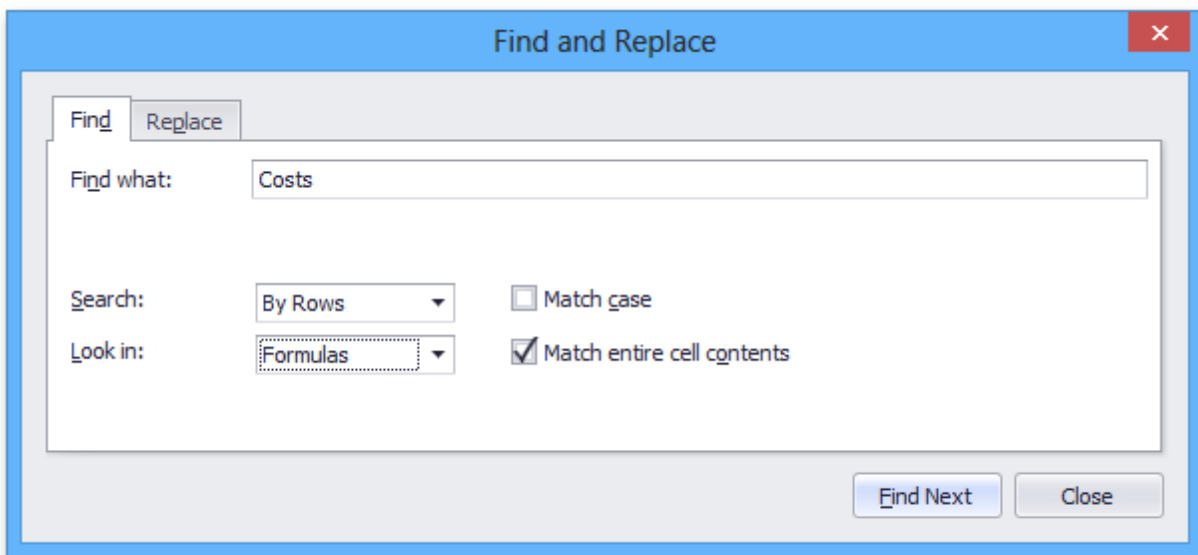 Find and Replace
Find Replace
Find what: Costs
Search: By Rows Match case
Look in: Formulas Match entire cell contents
Find Next Close